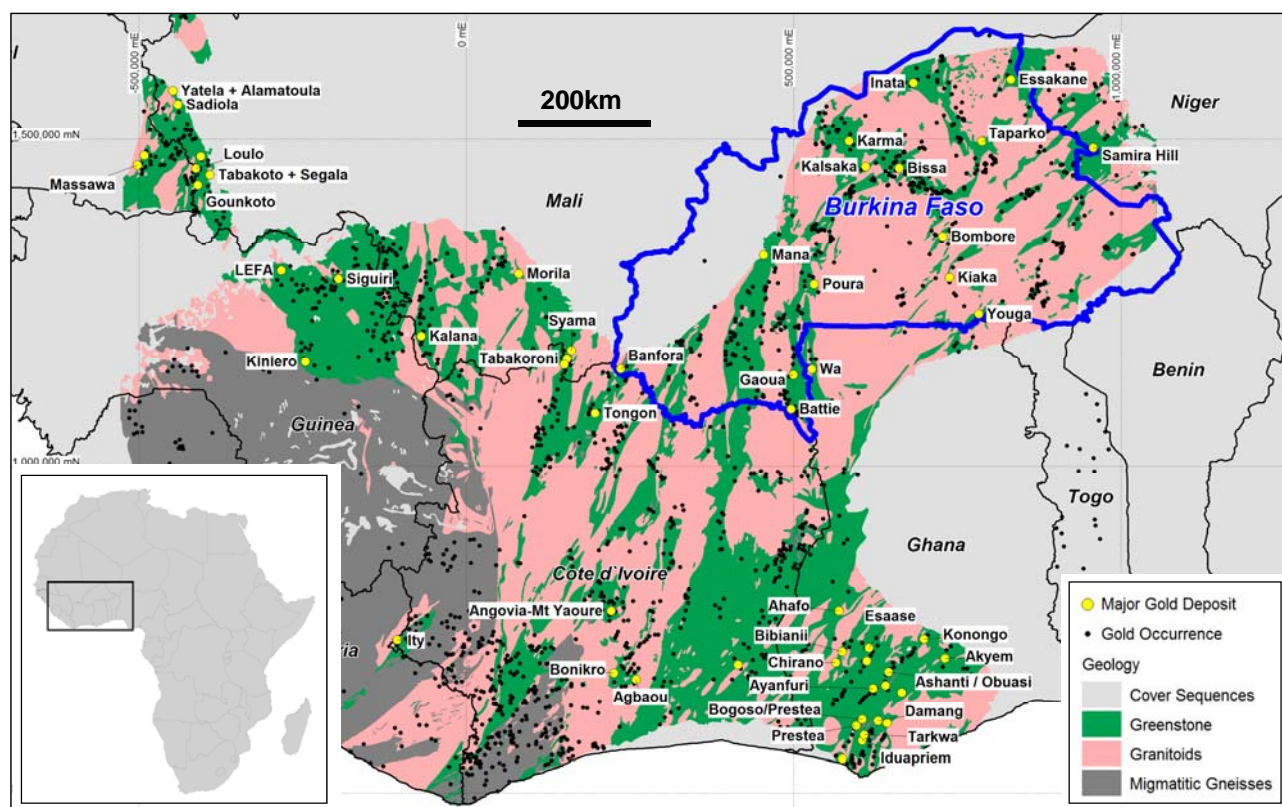 -500,000 mE
0 mE
500,000 mE
1,000,000 mE
1,500,000 mN
1,000,000 mN
200km
Yatela + Alamatoula
Sadiola
Loulo
Tabakoto + Segala
Massawa
Gounkoto
Mali
Niger
Inata
Essakane
Karma
Taparko
Samira Hill
Kalsaka
Bissa
Burkina Faso
Bombore
Mana
Kiaka
Poura
Youga
LEFA
Siguiri
Morila
Kalana
Syama
Tabakoroni
Banfora
Kiniero
Gaoua
Wa
Battie
Tongon
Guinea
Benin
Togo
Ghana
Côte d`Ivoire
Angovia-Mt Yaoure
Ity
ria
Bonikro
Agbaou
Ahafo
Esaase
Bibianii
Konongo
Chirano
Akyem
Ashanti / Obuasi
Ayanfuri
Damang
Bogoso/Prestea
Prestea
Tarkwa
Iduapriem
Major Gold Deposit
Gold Occurrence
Geology
Cover Sequences
Greenstone
Granitoids
Migmatitic Gneisses